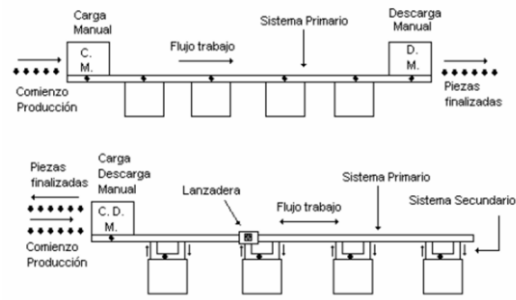 Carga
Manual
C.
M.
Flujo trabajo
Sistema Primario
Descarga
Manual
D.
M.
Comienzo
Producción
Piezas
finalizadas
Piezas
finalizadas
Carga
Descarga
Manual
C. D.
M.
Lanzadera
Flujo trabajo
Sistema Primario
Sistema Secundario
Comienzo
Producción